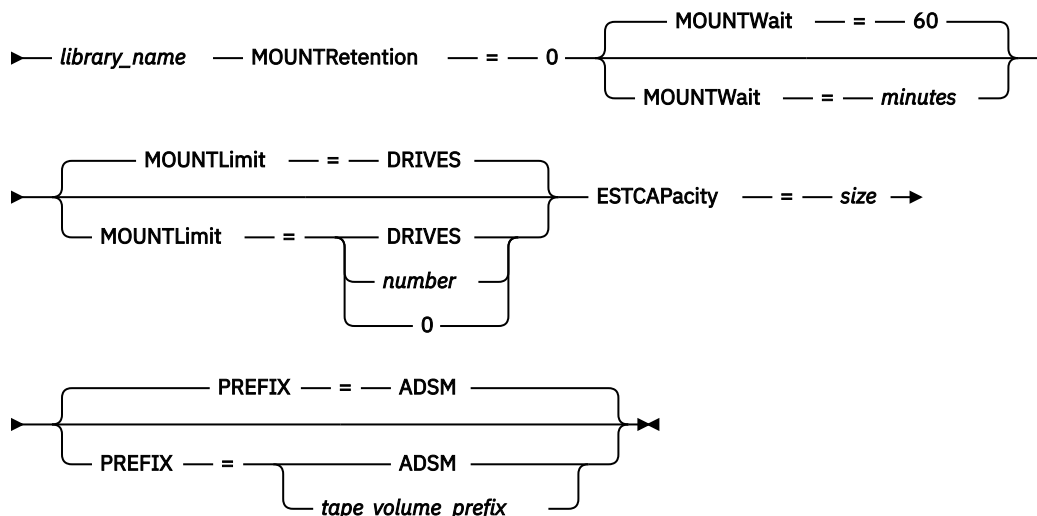 MOUNTWait = 60
library_name MOUNTRetention = 0
MOUNTWait = minutes
MOUNTLimit = DRIVES
ESTCAPacity = size
MOUNTLimit = DRIVES
number
0
PREFIX = ADSM
PREFIX = ADSM
tape_volume_prefix